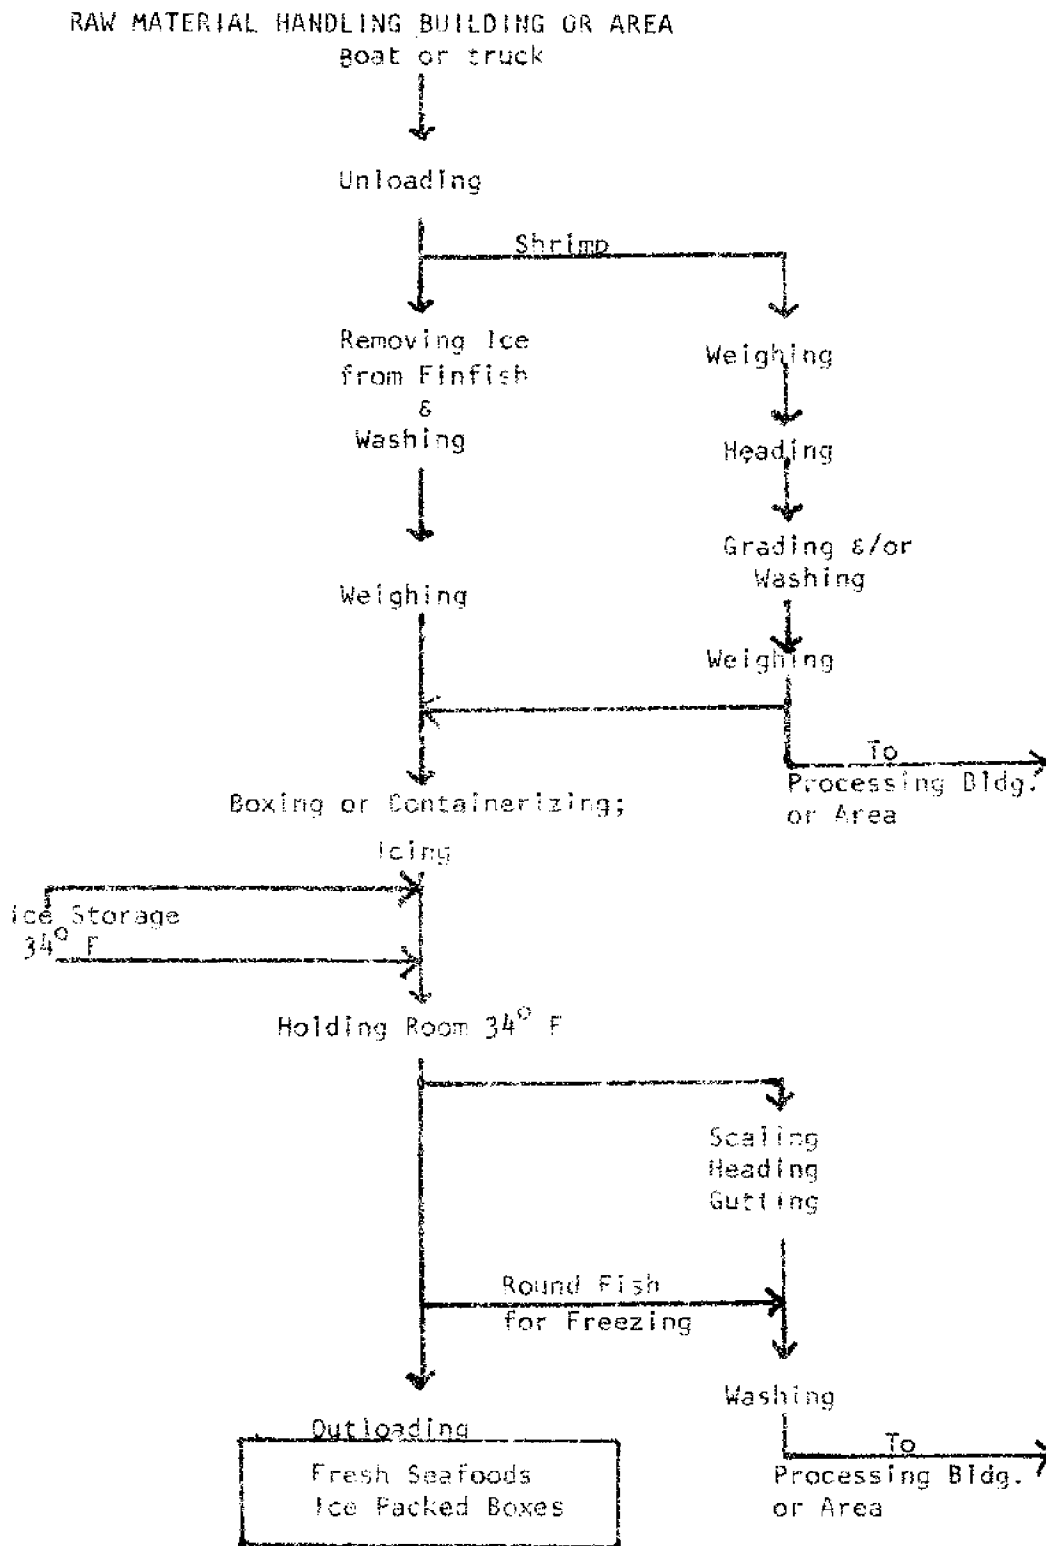 RAW MATERIAL HANDLING BUILDING OR AREA
Boat or truck
Unloading
Shrimp
Removing Ice
from Finfish
&
Washing
Weighing
Heading
Grading &/or
Washing
Weighing
Weighing
To
Processing Bldg.
or Area
Boxing or Containerizing;
Icing
Ice Storage
34° F
Holding Room 34° F
Scaling
Heading
Gutting
Round Fish
for Freezing
Washing
Outloading
Fresh Seafoods
Ice Packed Boxes
To
Processing Bldg.
or Area